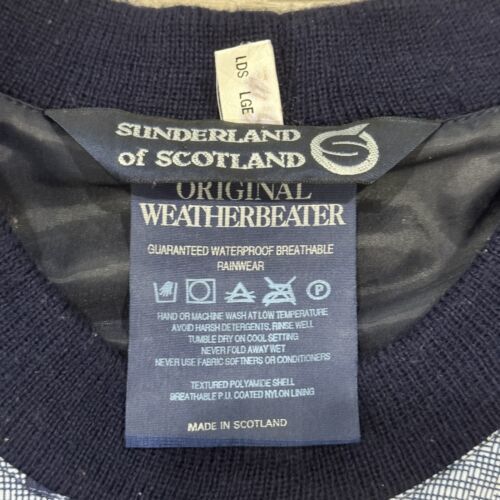 LDS LGE
SUNDERLAND
of SCOTLAND
ORIGINAL
WEATHERBEATER
GUARANTEED WATERPROOF BREATHABLE
RAINWEAR
P
HAND OR MACHINE WASH AT LOW TEMPERATURE
AVOID HARSH DETERGENTS, RINSE WELL
TUMBLE DRY ON COOL SETTING
NEVER FOLD AWAY WET
NEVER USE FABRIC SOFTNERS OR CONDITIONERS
TEXTURED POLYAMIDE SHELL
BREATHABLE P.U. COATED NYLON LINING
MADE IN SCOTLAND